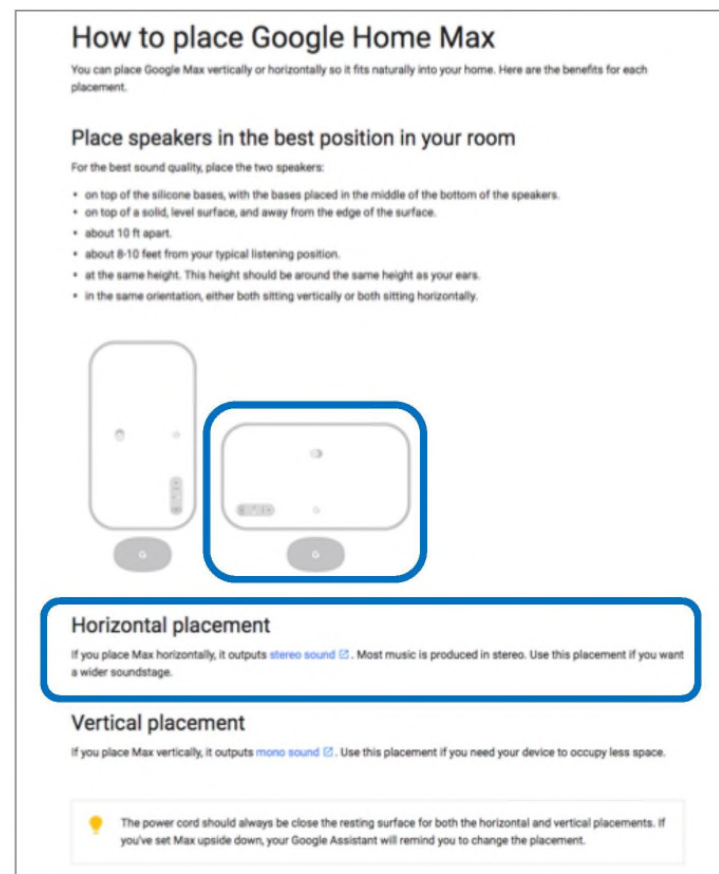 How to place Google Home Max
You can place Google Max vertically or horizontally so it fits naturally into your home. Here are the benefits for each
placement.
Place speakers in the best position in your room
For the best sound quality, place the two speakers:
• on top of the silicone bases, with the bases placed in the middle of the bottom of the speakers.
• on top of a solid, level surface, and away from the edge of the surface.
• about 10 ft apart.
• about 8-10 feet from your typical listening position.
• at the same height. This height should be around the same height as your ears.
• in the same orientation, either both sitting vertically or both sitting horizontally.
G
G
Horizontal placement
If you place Max horizontally, it outputs stereo sound. Most music is produced in stereo. Use this placement if you want
a wider soundstage.
Vertical placement
If you place Max vertically, it outputs mono sound. Use this placement if you need your device to occupy less space.
The power cord should always be close the resting surface for both the horizontal and vertical placements. If
you've set Max upside down, your Google Assistant will remind you to change the placement.